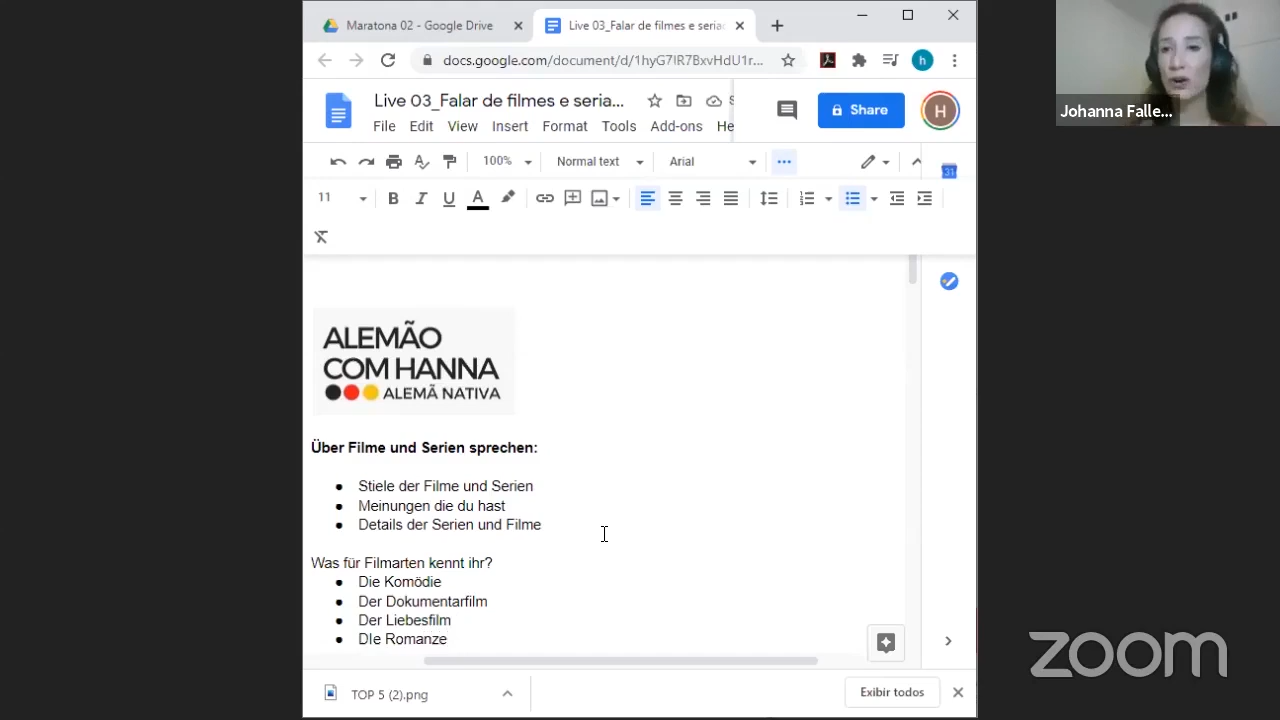 Maratona 02 - Google Drive
Live 03_Falar de filmes e seria
docs.google.com/document/d/1hyG7IR7BxvHdU1r...
h
Live 03_Falar de filmes e seria...
S
Share
H
File Edit View Insert Format Tools Add-ons He
100% Normal text Arial
31
11 B I U A
ALEMÃO
COM HANNA
ALEMÃ NATIVA
Über Filme und Serien sprechen:
Stiele der Filme und Serien
Meinungen die du hast
Details der Serien und Filme
Was für Filmarten kennt ihr?
Die Komödie
Der Dokumentarfilm
Der Liebesfilm
DIe Romanze
TOP 5 (2).png
Exibir todos
Johanna Falle...
zoom